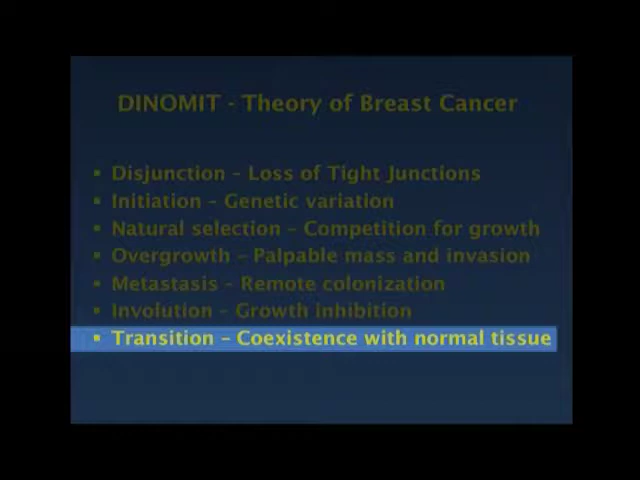 DINOMIT - Theory of Breast Cancer
▪ Disjunction – Loss of Tight Junctions
▪ Initiation – Genetic variation
▪ Natural selection – Competition for growth
▪ Overgrowth – Palpable mass and invasion
▪ Metastasis – Remote colonization
▪ Involution – Growth inhibition
▪ Transition – Coexistence with normal tissue